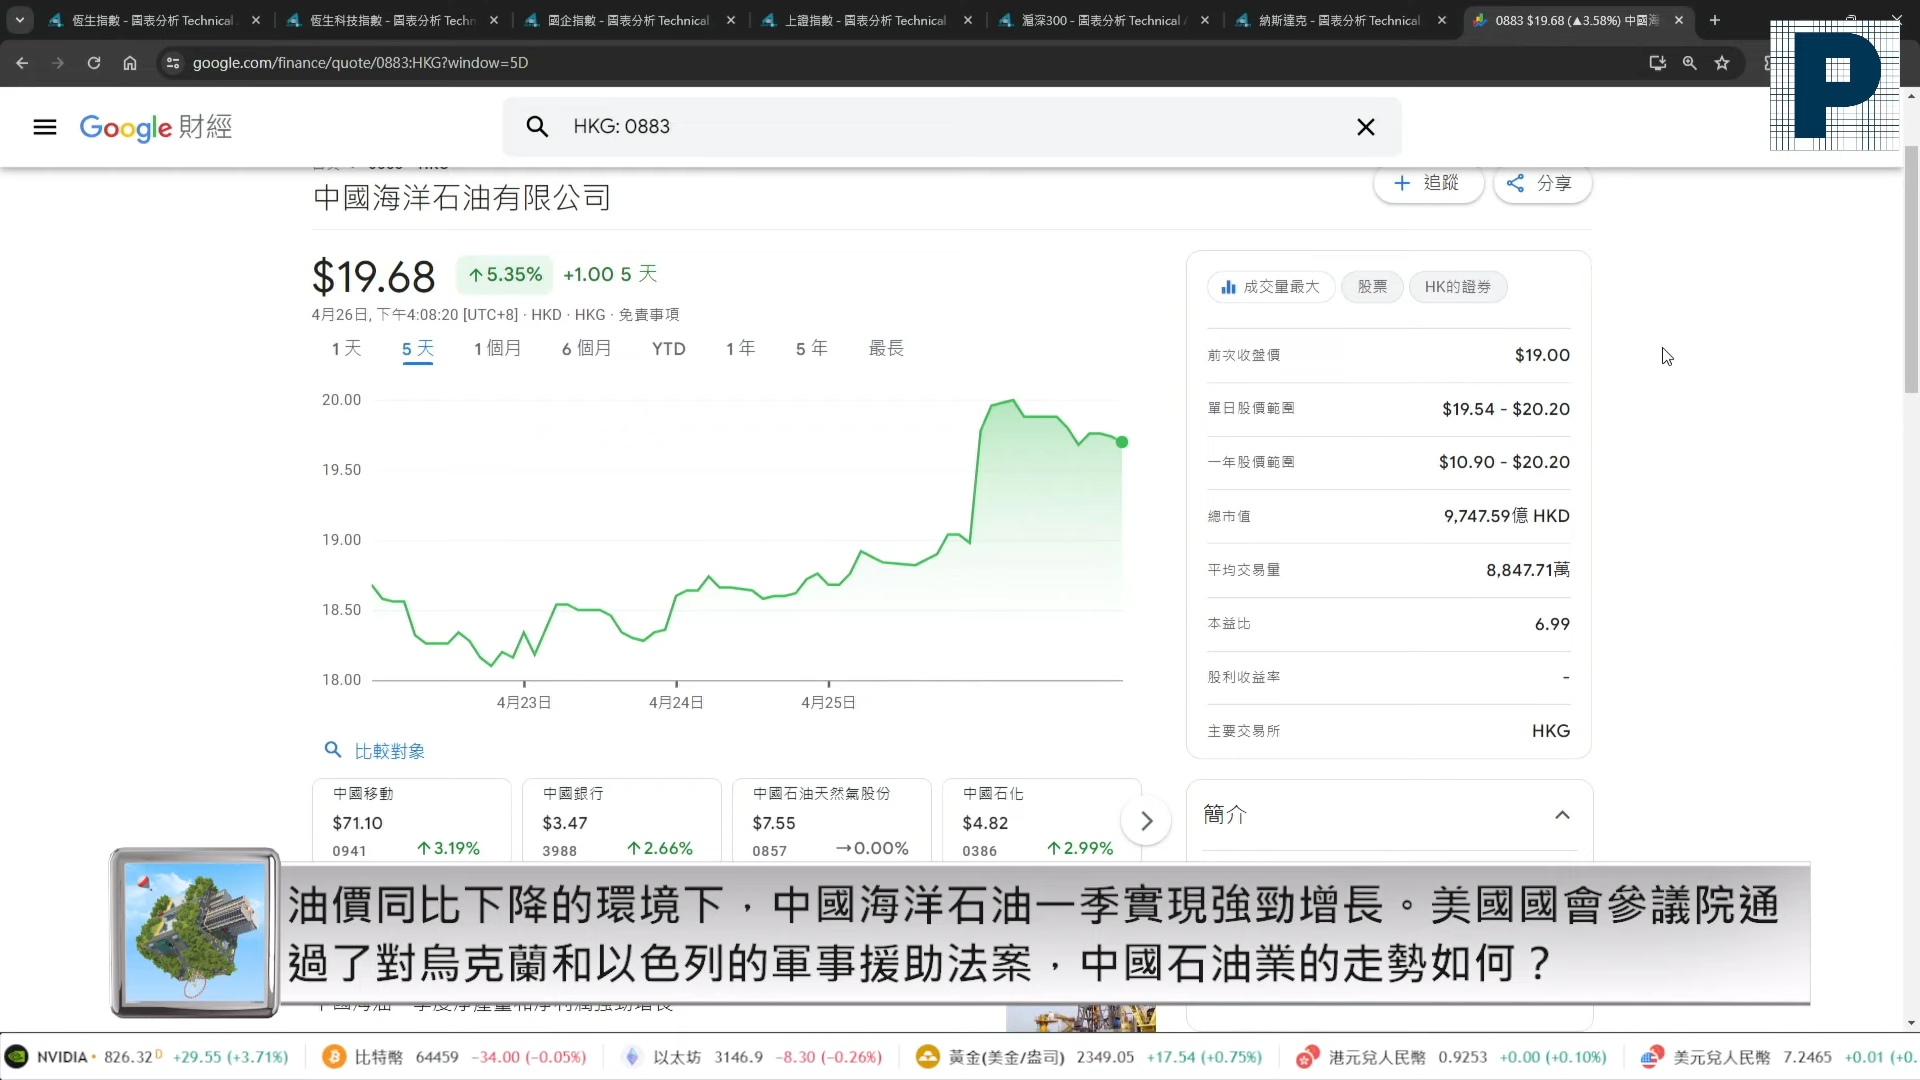 恆生指數 - 圖表分析 Technical
恆生科技指數 - 圖表分析 Techn
國企指數 - 圖表分析 Technical
上證指數 - 圖表分析 Technical
滬深300 - 圖表分析 Technical
納斯達克 - 圖表分析 Technical
0883 $19.68 (▲3.58%) 中國海
google.com/finance/quote/0883:HKG?window=5D
P
Google 財經
HKG: 0883
中國海洋石油有限公司
追蹤
分享
$19.68 ↑5.35% +1.00 5 天
4月26日, 下午4:08:20 [UTC+8] · HKD · HKG · 免責事項
1 天 5 天 1 個月 6 個月 YTD 1 年 5 年 最長
20.00
19.50
19.00
18.50
18.00
4月23日 4月24日 4月25日
成交量最大 股票 HK的證券
前次收盤價 $19.00
單日股價範圍 $19.54 - $20.20
一年股價範圍 $10.90 - $20.20
總市值 9,747.59億 HKD
平均交易量 8,847.71萬
本益比 6.99
股利收益率 -
主要交易所 HKG
比較對象
中國移動
$71.10
0941 ↑3.19%
中國銀行
$3.47
3988 ↑2.66%
中國石油天然氣股份
$7.55
0857 →0.00%
中國石化
$4.82
0386 ↑2.99%
簡介
油價同比下降的環境下，中國海洋石油一季實現強勁增長。美國國會參議院通
過了對烏克蘭和以色列的軍事援助法案，中國石油業的走勢如何？
NVIDIA 826.32D +29.55 (+3.71%)
比特幣 64459 −34.00 (−0.05%)
以太坊 3146.9 −8.30 (−0.26%)
黃金(美金/盎司) 2349.05 +17.54 (+0.75%)
港元兌人民幣 0.9253 +0.00 (+0.10%)
美元兌人民幣 7.2465 +0.01 (+0.